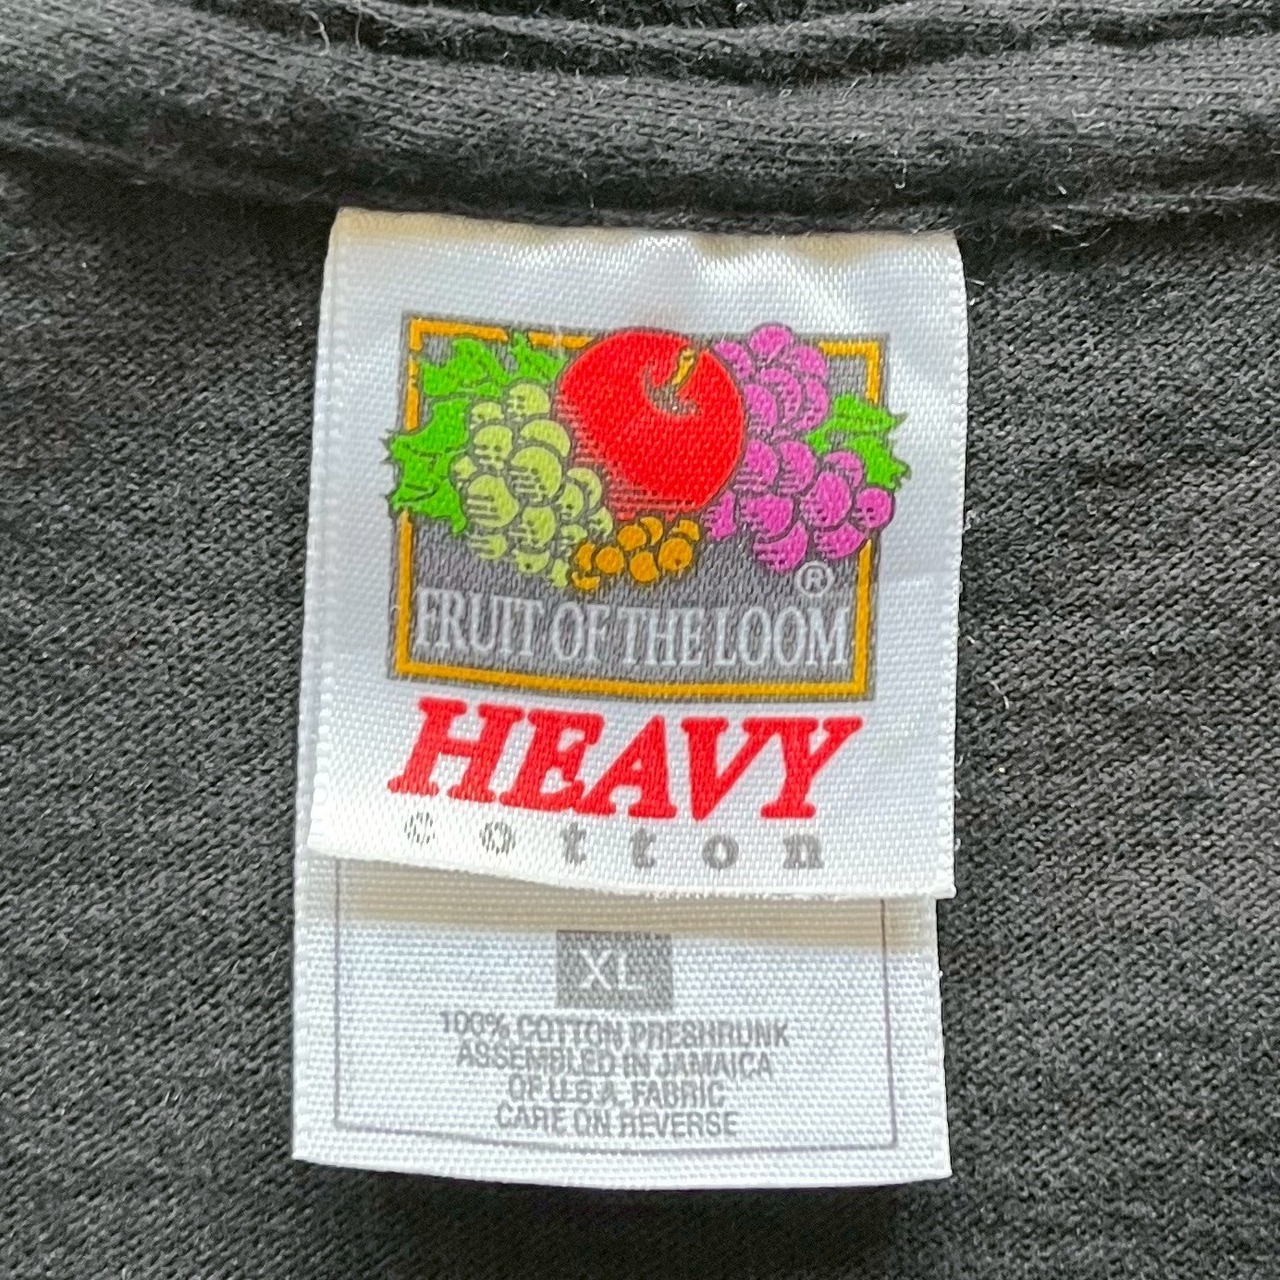 ®
FRUIT OF THE LOOM
HEAVY
cotton
XL
100% COTTON PRESHRUNK
ASSEMBLED IN JAMAICA
OF U.S.A. FABRIC
CARE ON REVERSE